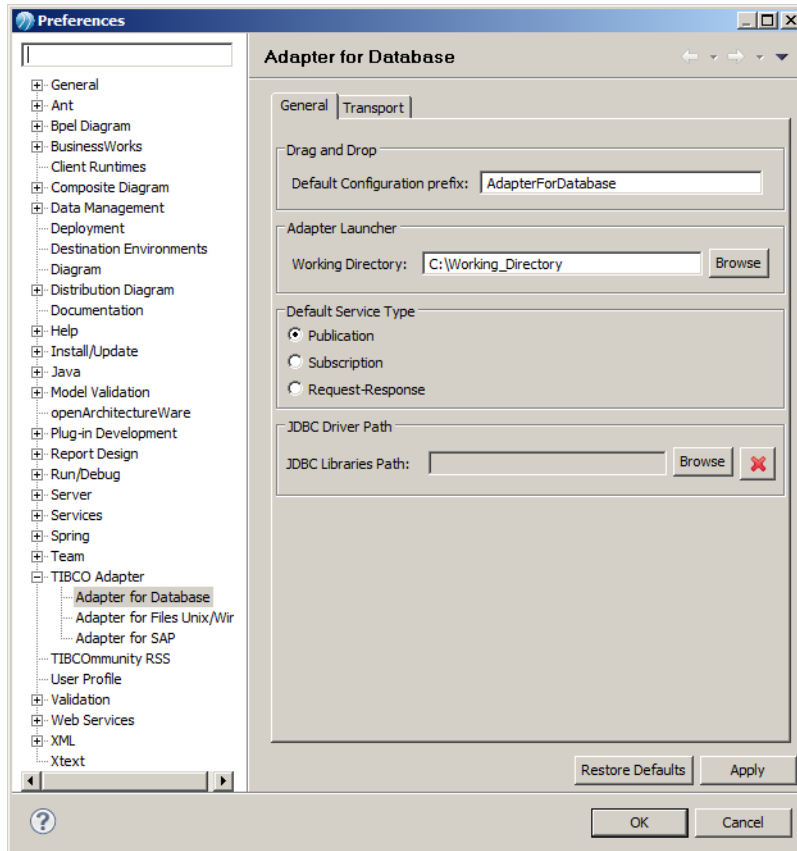 Preferences
Adapter for Database
General
Ant
Bpel Diagram
BusinessWorks
Client Runtimes
Composite Diagram
Data Management
Deployment
Destination Environments
Diagram
Distribution Diagram
Documentation
Help
Install/Update
Java
Model Validation
openArchitectureWare
Plug-in Development
Report Design
Run/Debug
Server
Services
Spring
Team
TIBCO Adapter
Adapter for Database
Adapter for Files Unix/Wir
Adapter for SAP
TIBCOmmunity RSS
User Profile
Validation
Web Services
XML
Xtext
General Transport
Drag and Drop
Default Configuration prefix: AdapterForDatabase
Adapter Launcher
Working Directory: C:\Working_Directory Browse
Default Service Type
Publication
Subscription
Request-Response
JDBC Driver Path
JDBC Libraries Path: Browse
Restore Defaults Apply
? OK Cancel